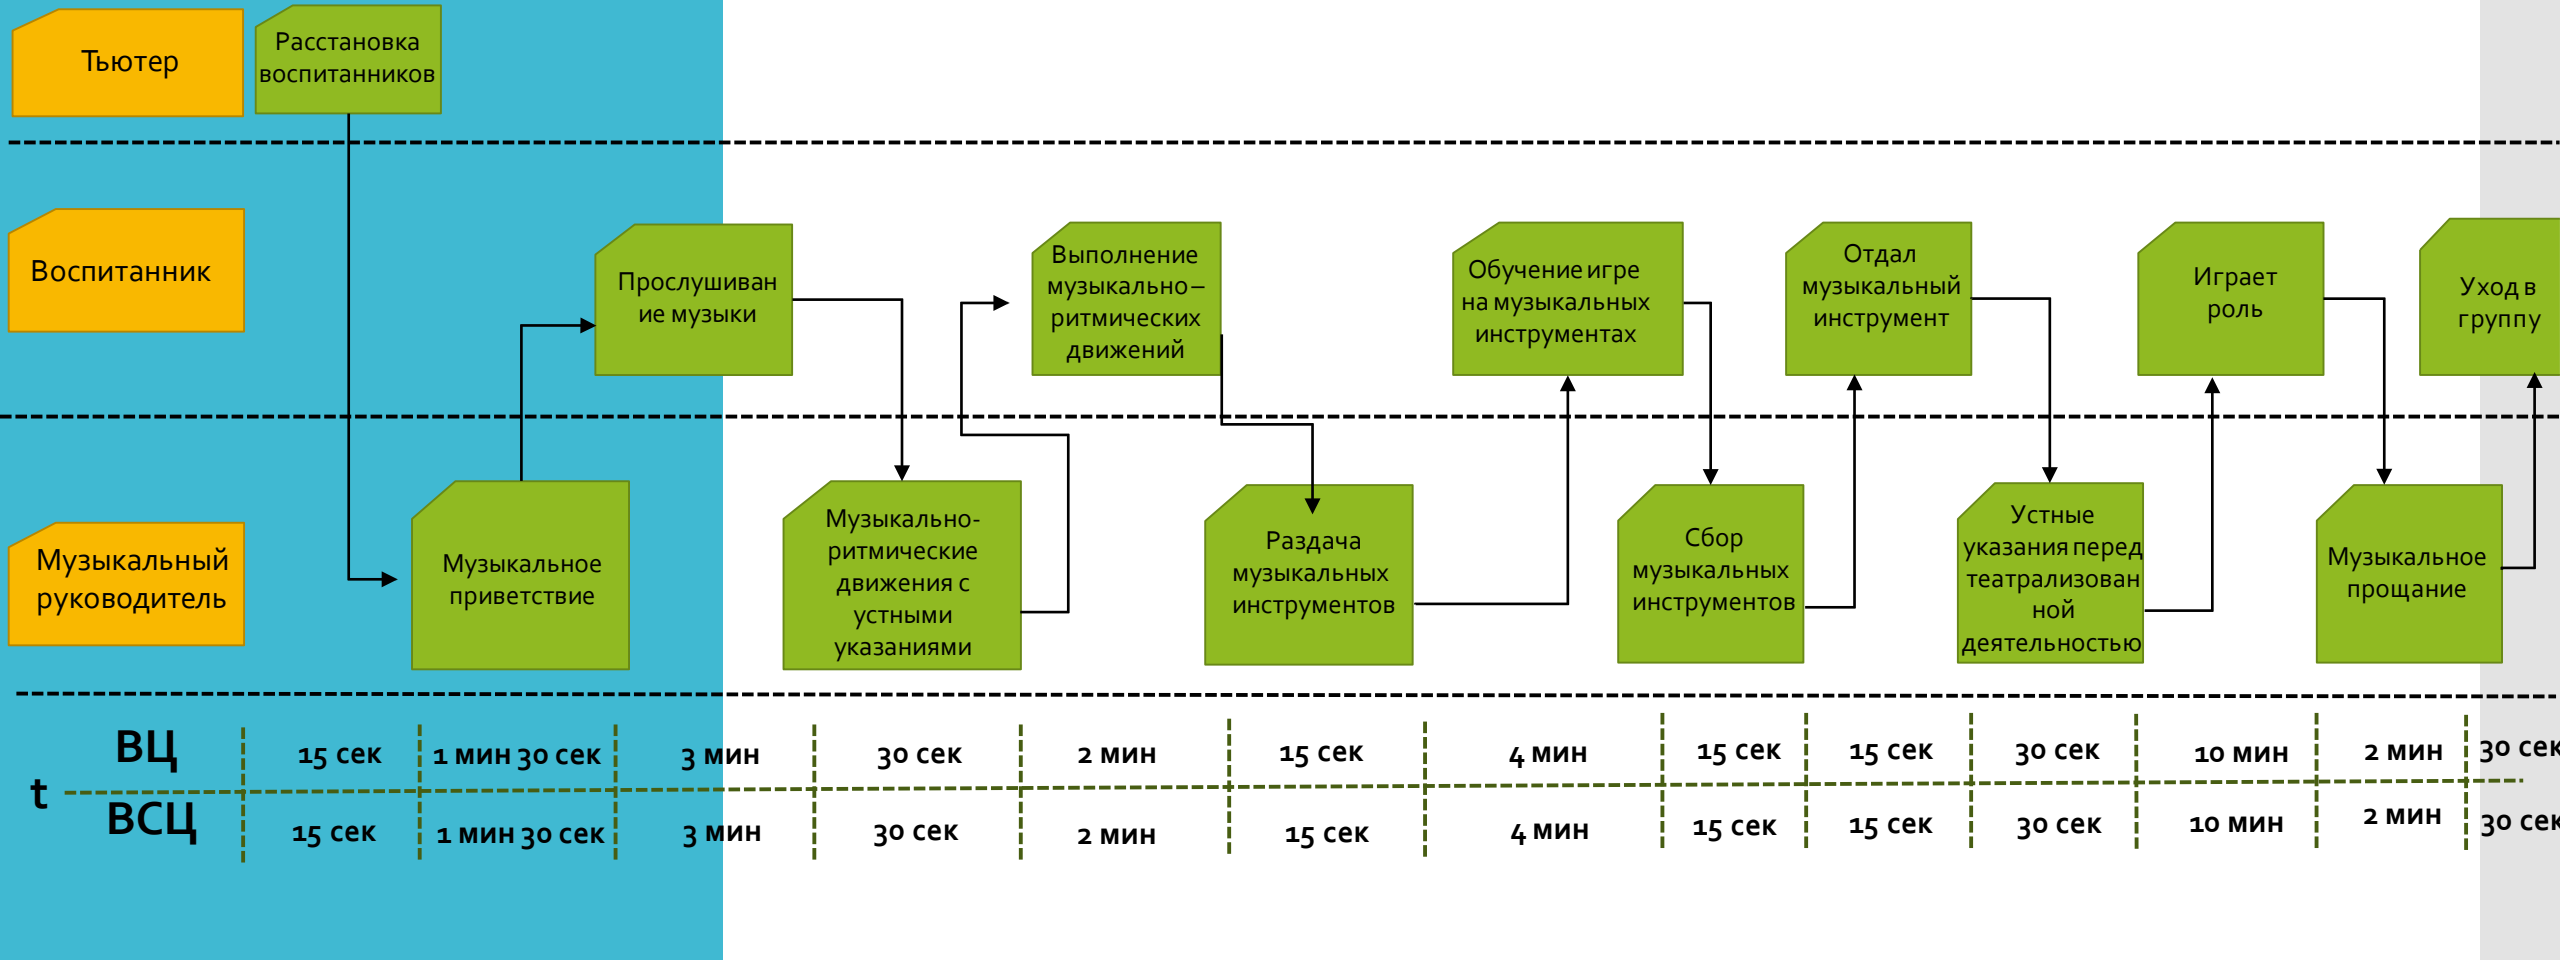 Тьютер
Расстановка
воспитанников
Воспитанник
Прослушиван
ие музыки
Выполнение
музыкально–
ритмических
движений
Обучение игре
на музыкальных
инструментах
Отдал
музыкальный
инструмент
Играет
роль
Уход в
группу
Музыкальный
руководитель
Музыкальное
приветствие
Музыкально-
ритмические
движения с
устными
указаниями
Раздача
музыкальных
инструментов
Сбор
музыкальных
инструментов
Устные
указания перед
театрализован
ной
деятельностью
Музыкальное
прощание
t
ВЦ
15 сек
1 мин 30 сек
3 мин
30 сек
2 мин
15 сек
4 мин
15 сек
15 сек
30 сек
10 мин
2 мин
30 сек
ВСЦ
15 сек
1 мин 30 сек
3 мин
30 сек
2 мин
15 сек
4 мин
15 сек
15 сек
30 сек
10 мин
2 мин
30 сек